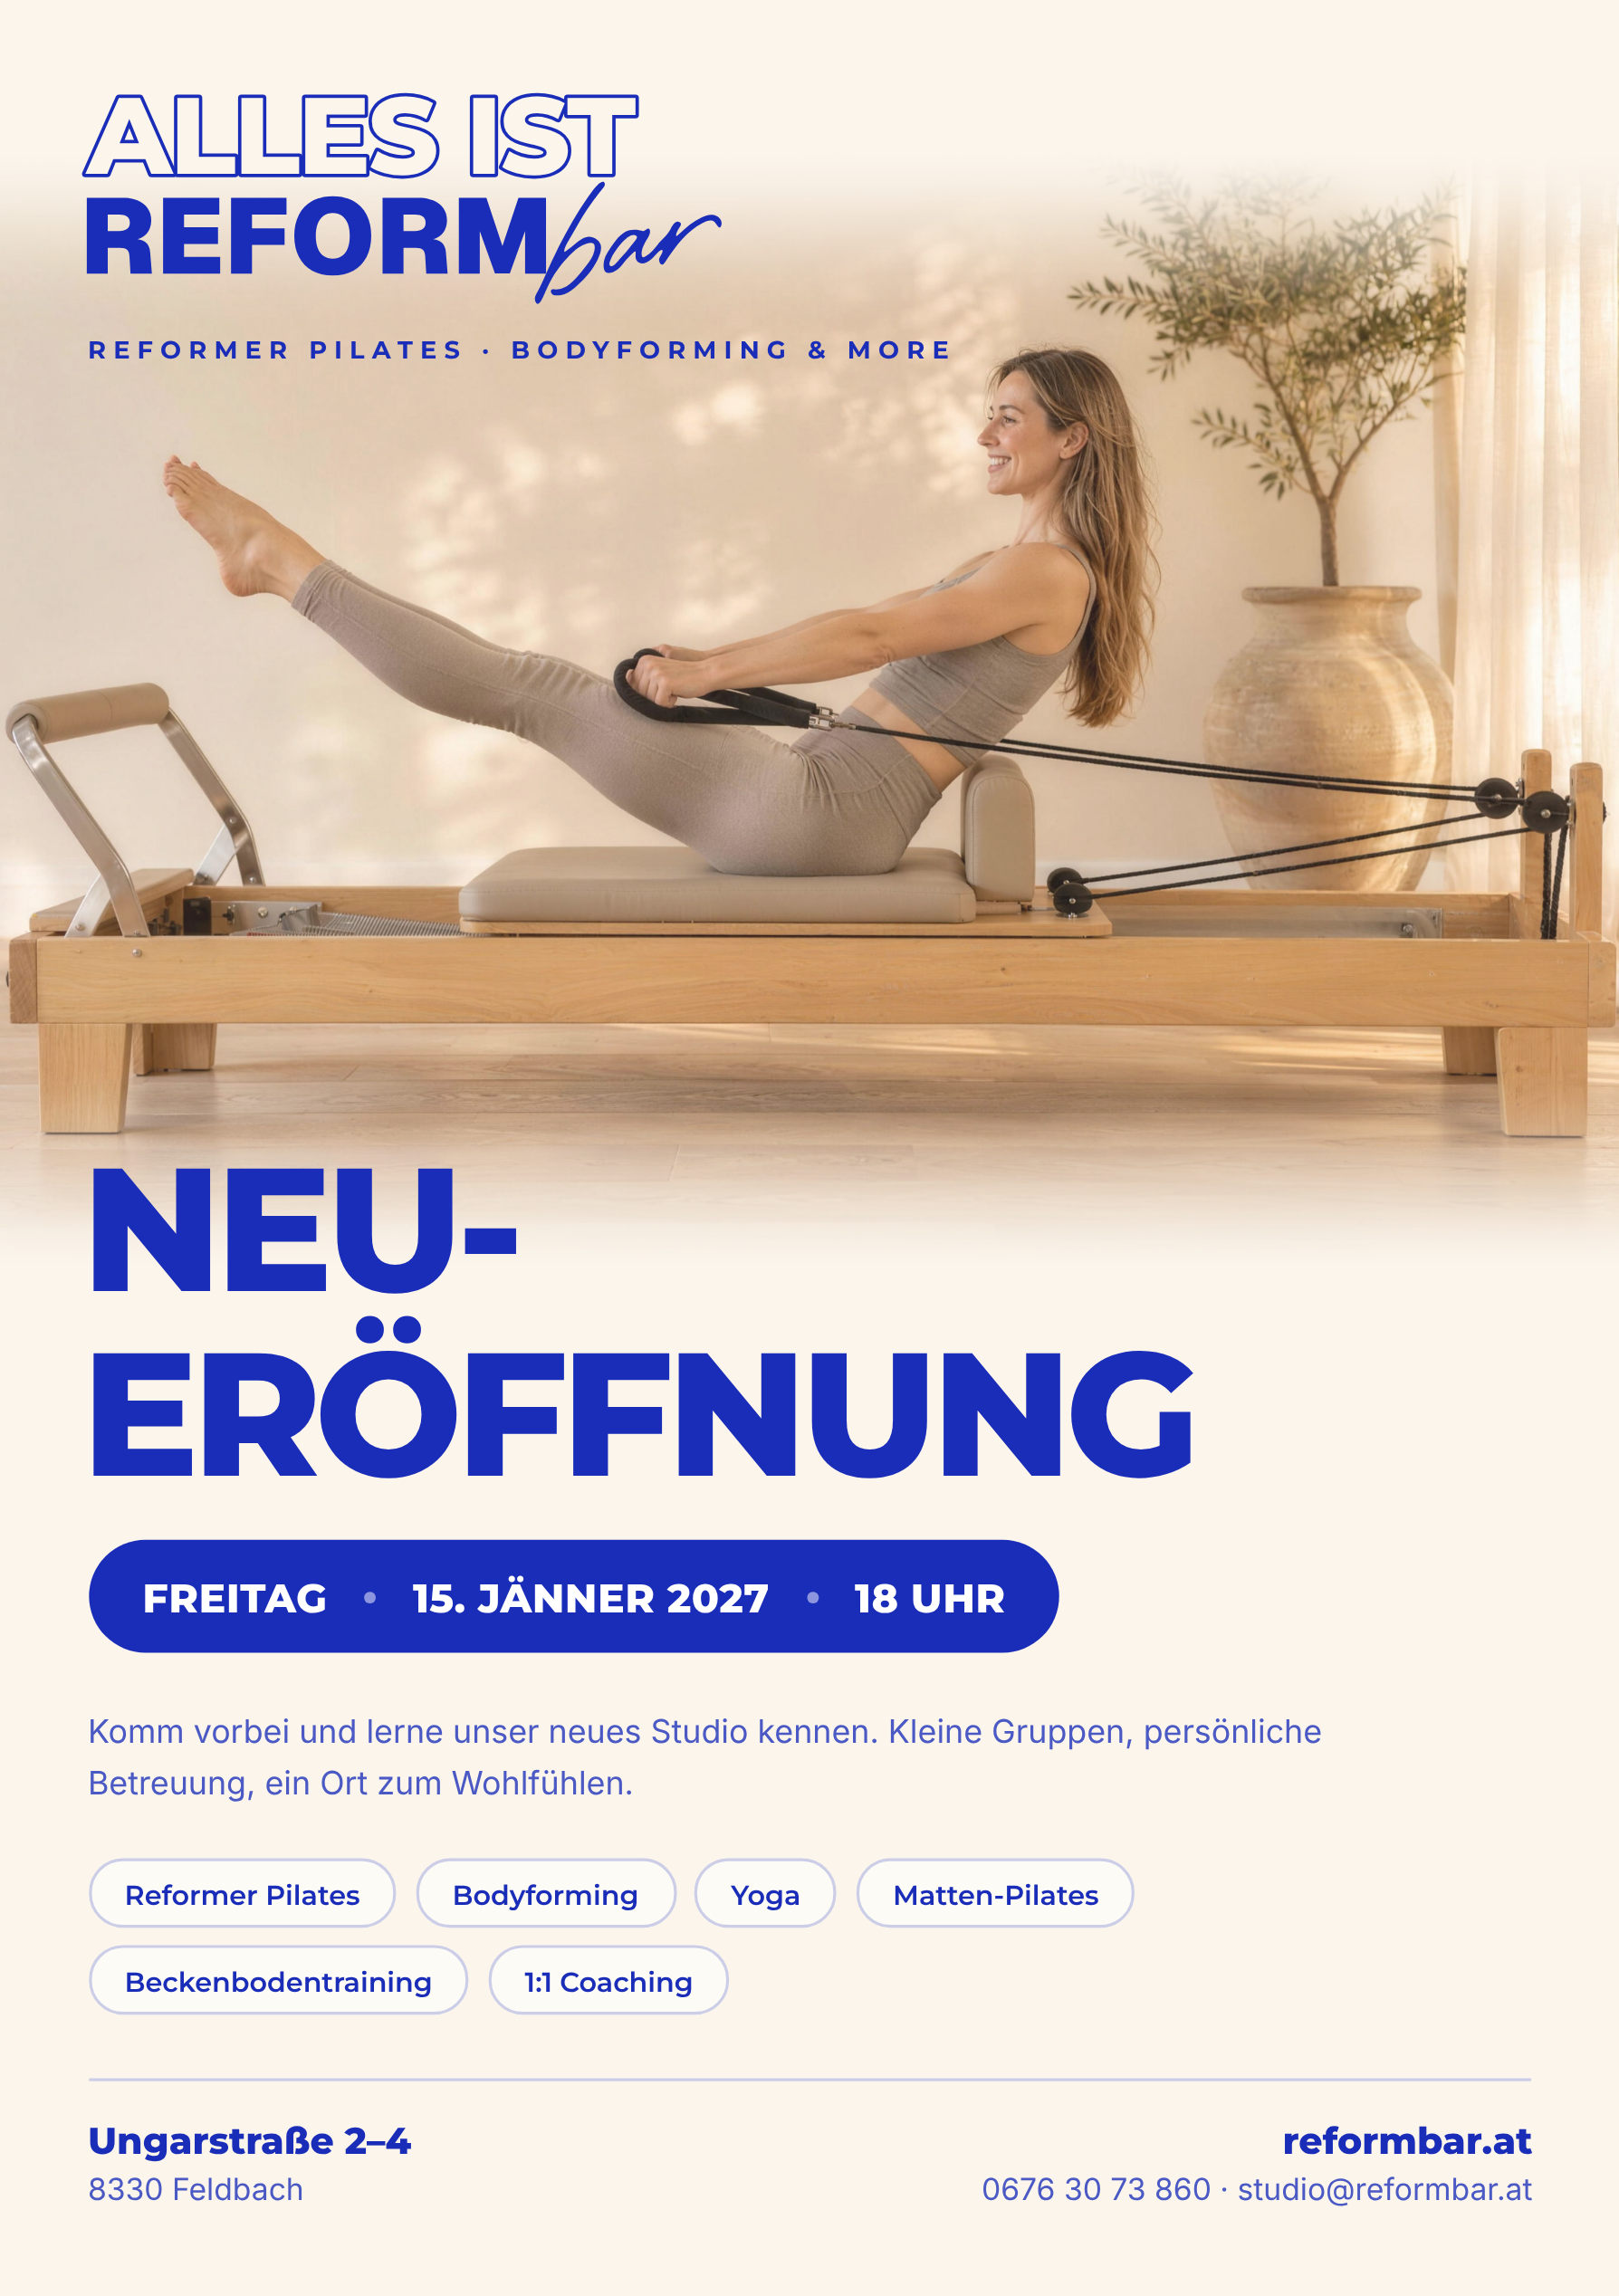 ALLES IST
REFORMbar
REFORMER PILATES · BODYFORMING & MORE
NEU-
ERÖFFNUNG
FREITAG • 15. JÄNNER 2027 • 18 UHR
Komm vorbei und lerne unser neues Studio kennen. Kleine Gruppen, persönliche
Betreuung, ein Ort zum Wohlfühlen.
Reformer Pilates Bodyforming Yoga Matten-Pilates
Beckenbodentraining 1:1 Coaching
Ungarstraße 2–4 reformbar.at
8330 Feldbach 0676 30 73 860 · studio@reformbar.at